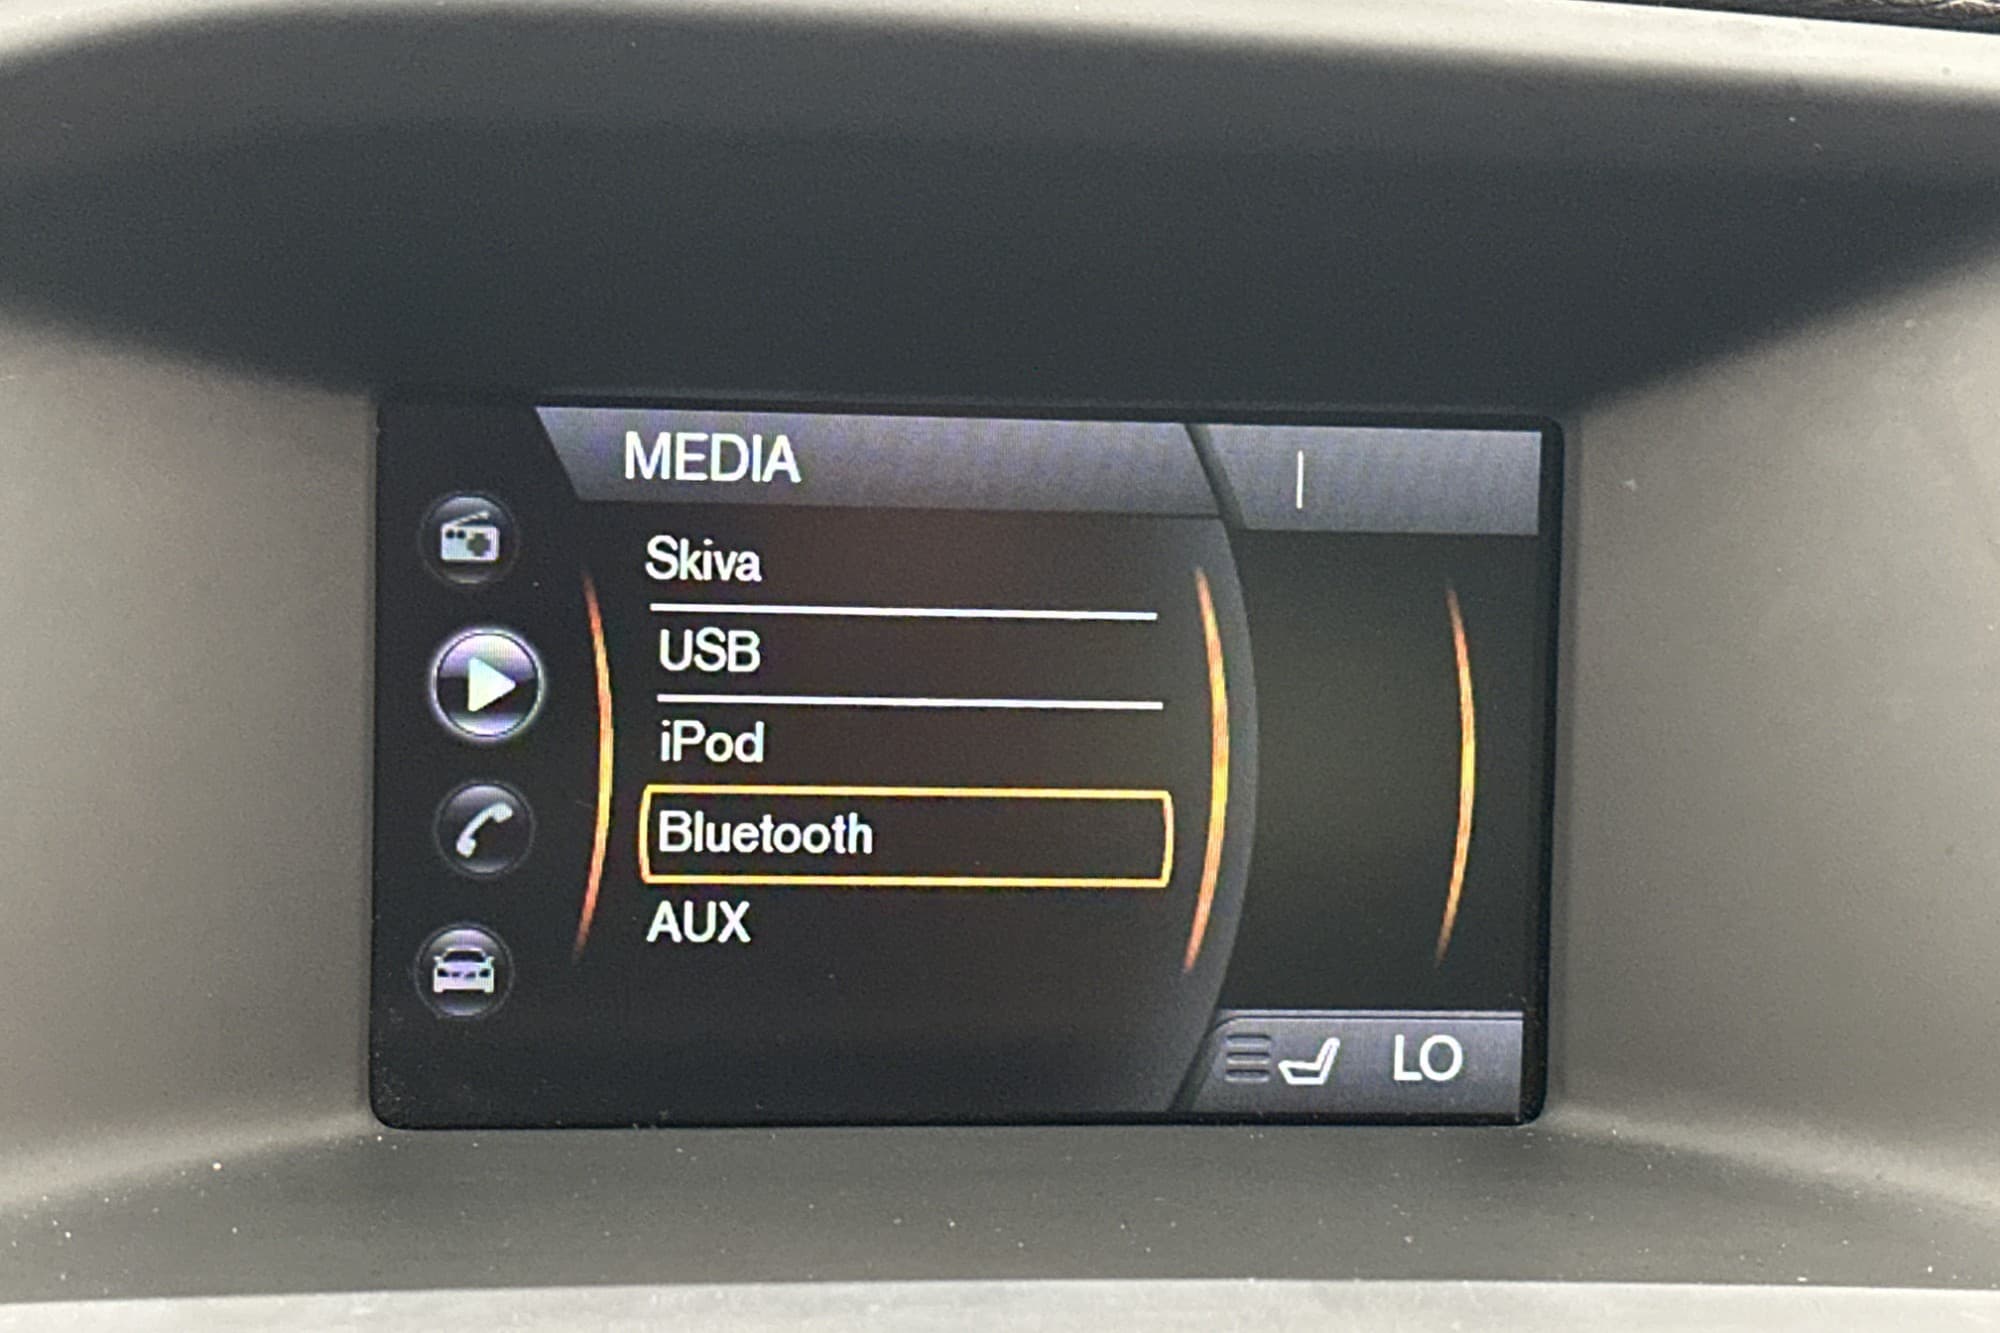 MEDIA
Skiva
USB
iPod
Bluetooth
AUX
LO